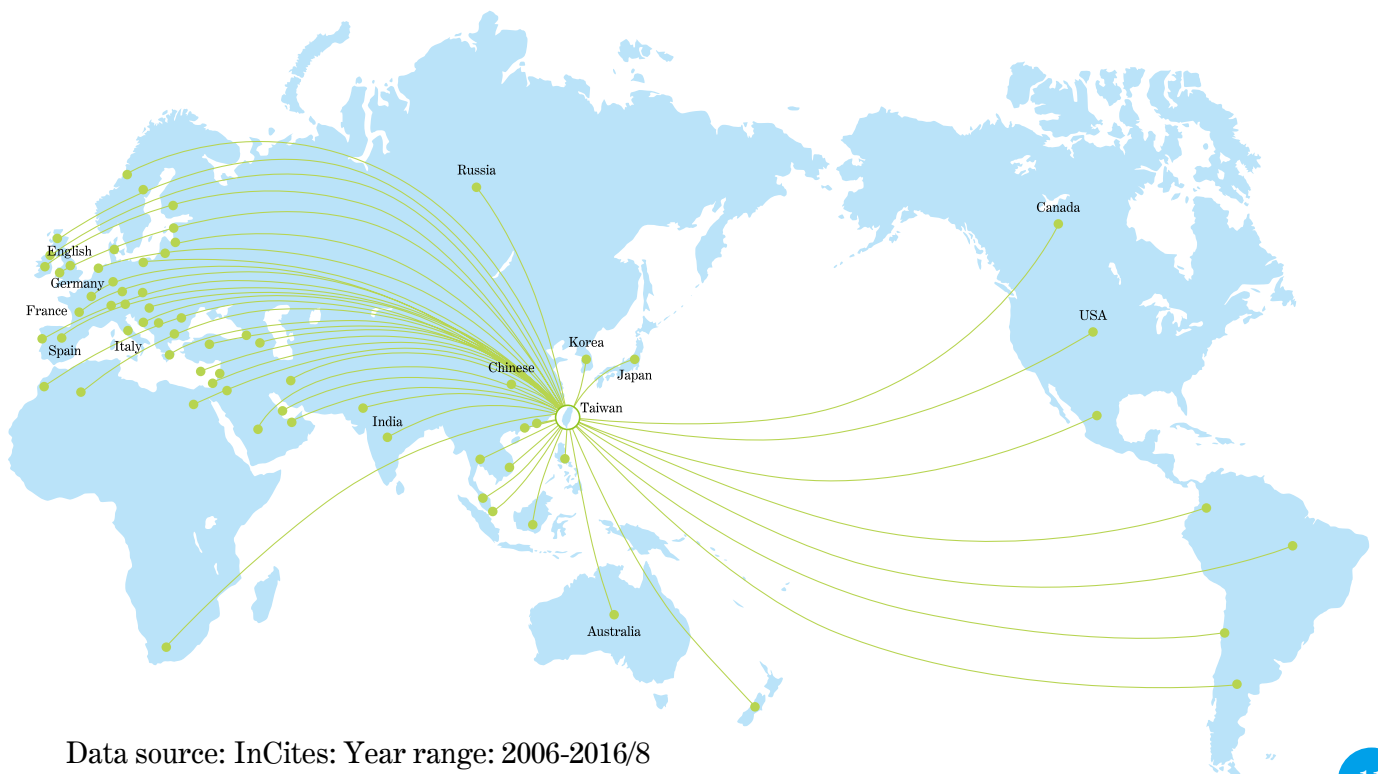 Russia
Canada
English
Germany
France
USA
Korea
Spain
Italy
Chinese
Japan
Taiwan
India
Australia
Data source: InCites: Year range: 2006-2016/8